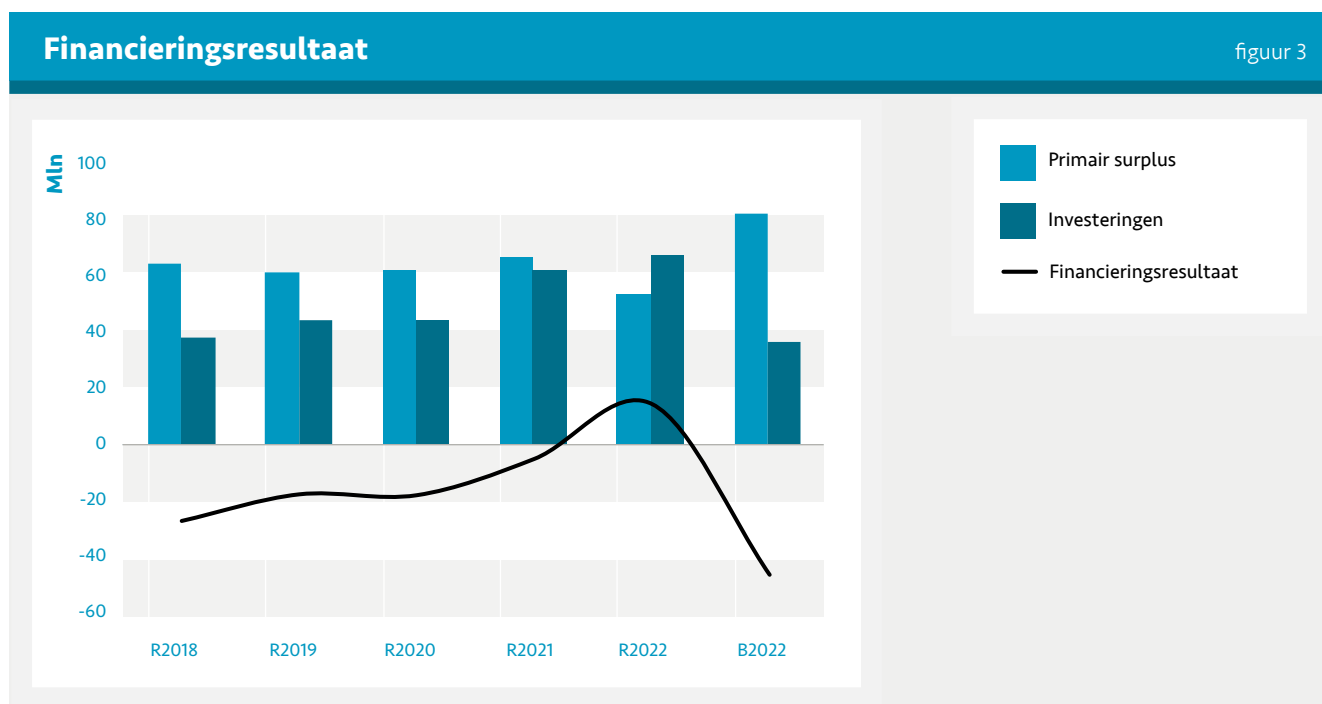 Financieringsresultaat
figuur 3
Mln
100
80
60
40
20
0
-20
-40
-60
R2018 R2019 R2020 R2021 R2022 B2022
Primair surplus
Investeringen
Financieringsresultaat